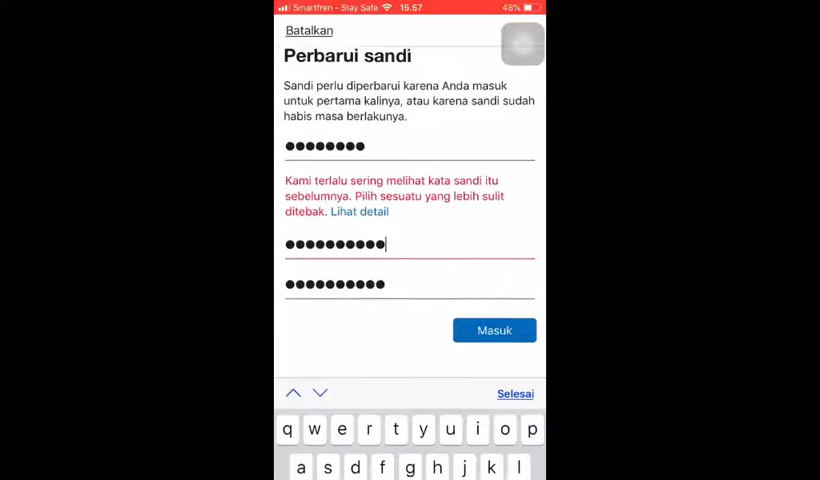 Smartfren – Stay Safe 15.57 48%
Batalkan
Perbarui sandi
Sandi perlu diperbarui karena Anda masuk
untuk pertama kalinya, atau karena sandi sudah
habis masa berlakunya.
●●●●●●●●
Kami terlalu sering melihat kata sandi itu
sebelumnya. Pilih sesuatu yang lebih sulit
ditebak. Lihat detail
●●●●●●●●●●
●●●●●●●●●●
Masuk
Selesai
q w e r t y u i o p
a s d f g h j k l